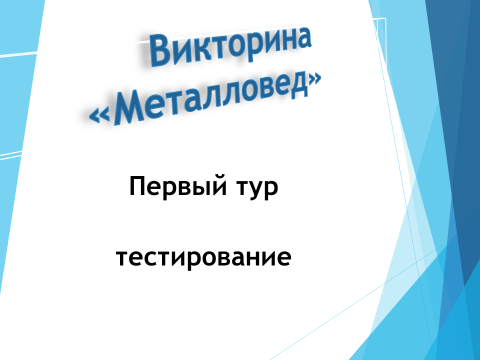 Викторина
«Металловед»
Первый тур
тестирование